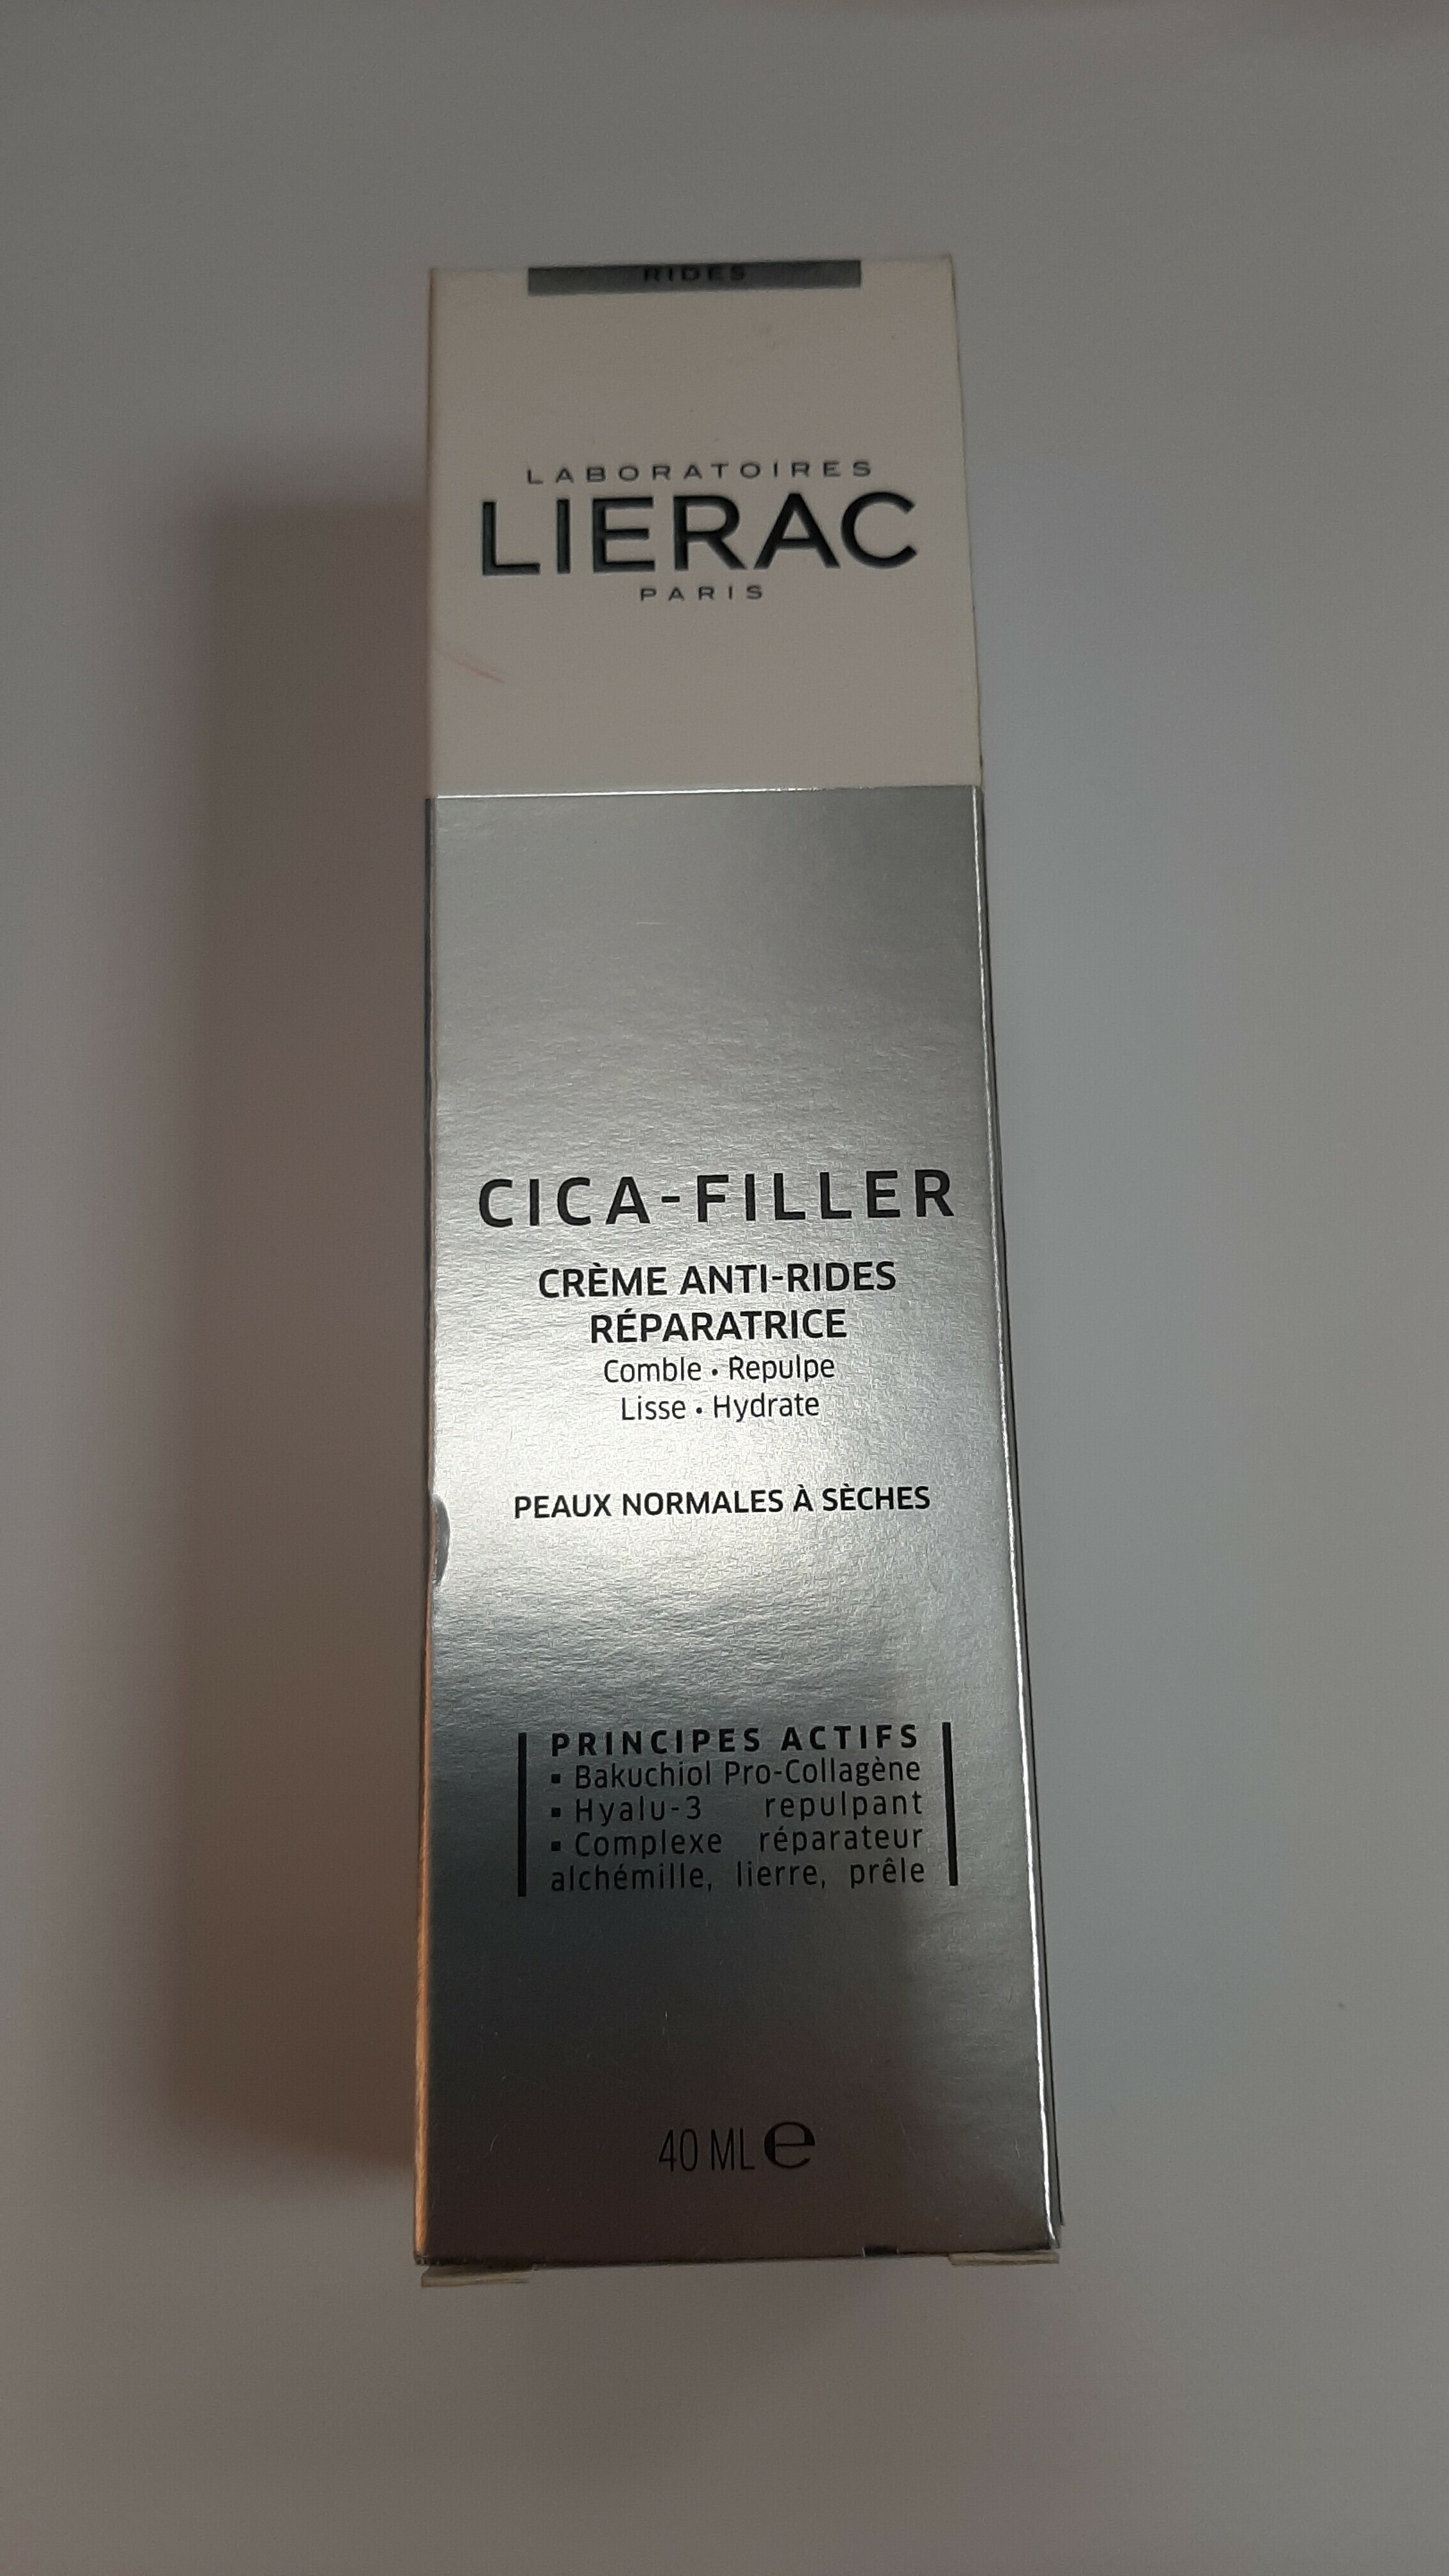 RIDES
LABORATOIRES
LIERAC
PARIS
CICA-FILLER
CRÈME ANTI-RIDES
RÉPARATRICE
Comble • Repulpe
Lisse • Hydrate
PEAUX NORMALES À SÈCHES
PRINCIPES ACTIFS
▪ Bakuchiol Pro-Collagène
▪ Hyalu-3 repulpant
▪ Complexe réparateur
alchémille, lierre, prêle
40 ML ℮